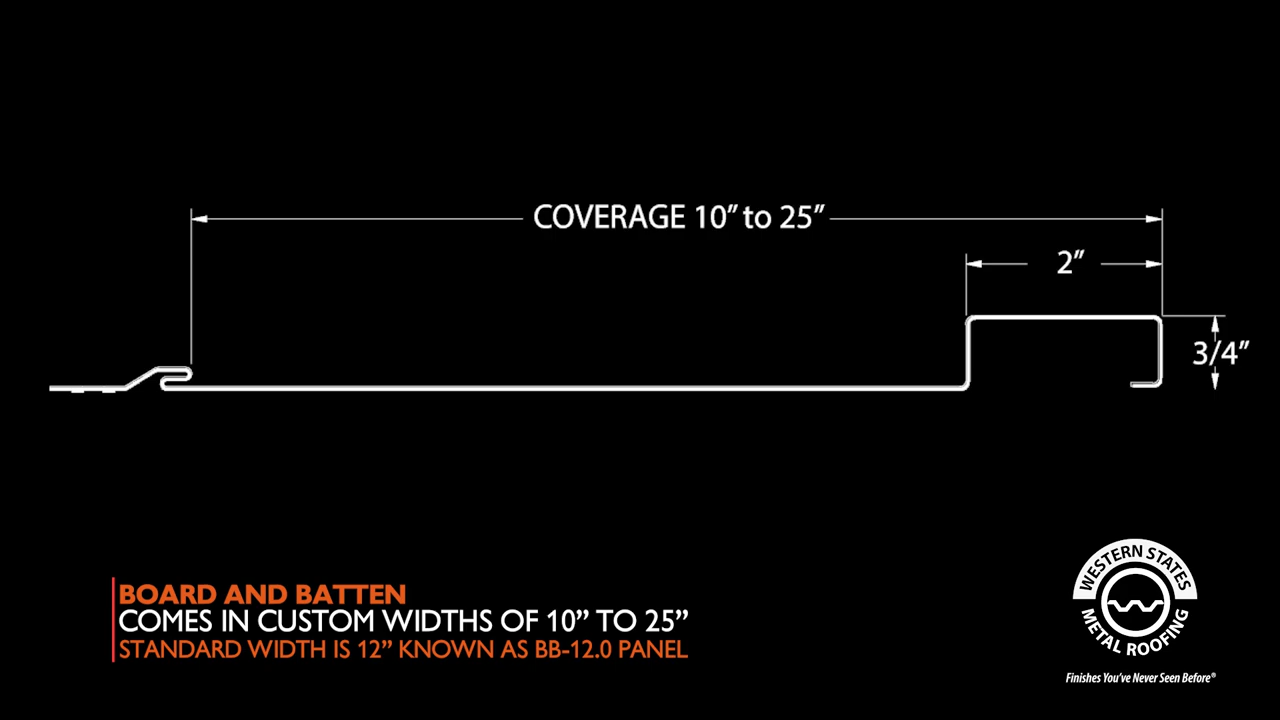 COVERAGE 10” to 25”
2”
3/4”
BOARD AND BATTEN
COMES IN CUSTOM WIDTHS OF 10” TO 25”
STANDARD WIDTH IS 12” KNOWN AS BB-12.0 PANEL
WESTERN STATES
METAL ROOFING
Finishes You’ve Never Seen Before®